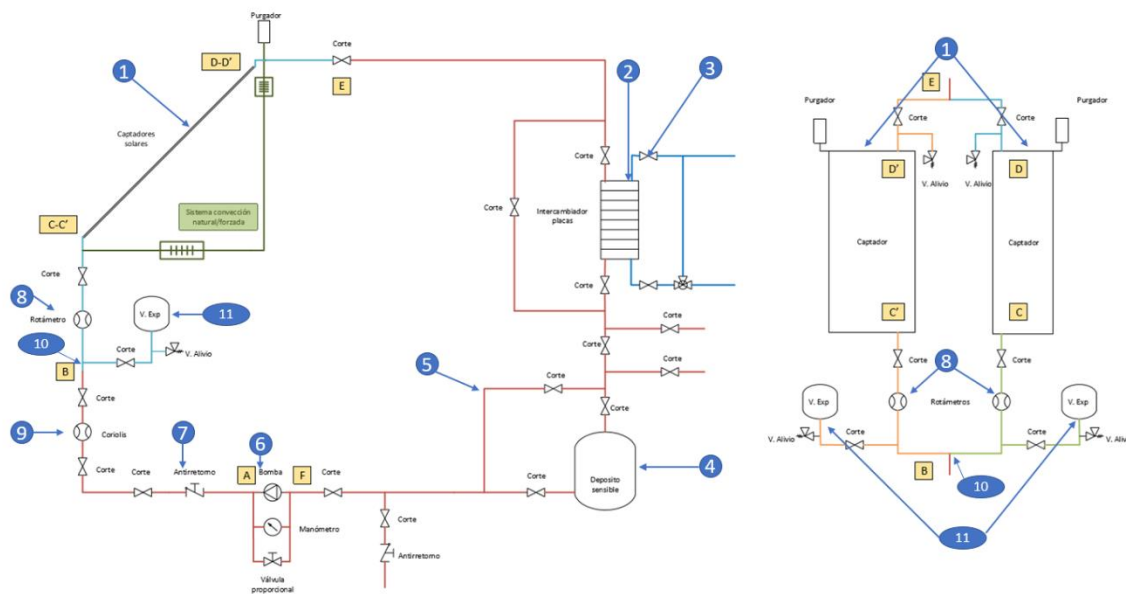 Purgador
D-D'
Corte
E
1
Captadores
solares
C-C'
Sistema convección
natural/forzada
Corte
8
Rotámetro
V. Exp
11
10
Corte
V. Alivio
B
Corte
9
Coriolis
Corte
Corte
7
Antirretorno
A
6
Bomba
F
Corte
Manómetro
Válvula
proporcional
Corte
Antirretorno
Corte
5
Corte
Corte
Corte
Corte
Corte
Deposito
sensible
4
Corte
Corte
Corte
Intercambiador
placas
2
3
1
E
Purgador
Corte
Corte
Purgador
D'
V. Alivio
V. Alivio
D
Captador
Captador
C'
C
Corte
Corte
8
Rotámetros
V. Exp
V. Exp
V. Alivio
Corte
Corte
V. Alivio
B
10
11